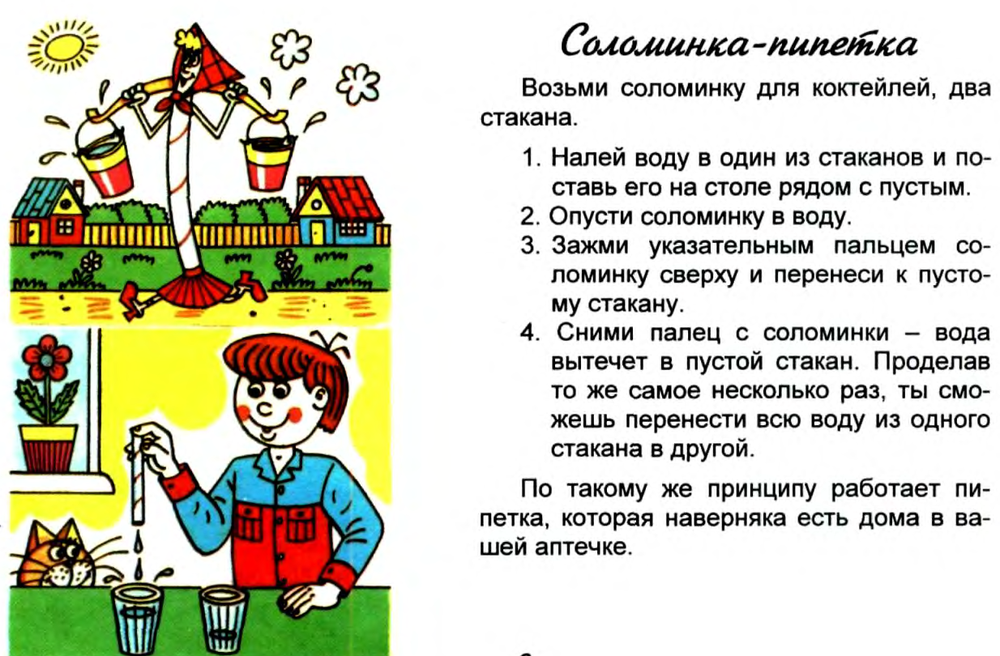 Соломинка-пипетка
Возьми соломинку для коктейлей, два
стакана.
1. Налей воду в один из стаканов и по-
ставь его на столе рядом с пустым.
2. Опусти соломинку в воду.
3. Зажми указательным пальцем со-
ломинку сверху и перенеси к пусто-
му стакану.
4. Сними палец с соломинки – вода
вытечет в пустой стакан. Проделав
то же самое несколько раз, ты смо-
жешь перенести всю воду из одного
стакана в другой.
По такому же принципу работает пи-
петка, которая наверняка есть дома в ва-
шей аптечке.